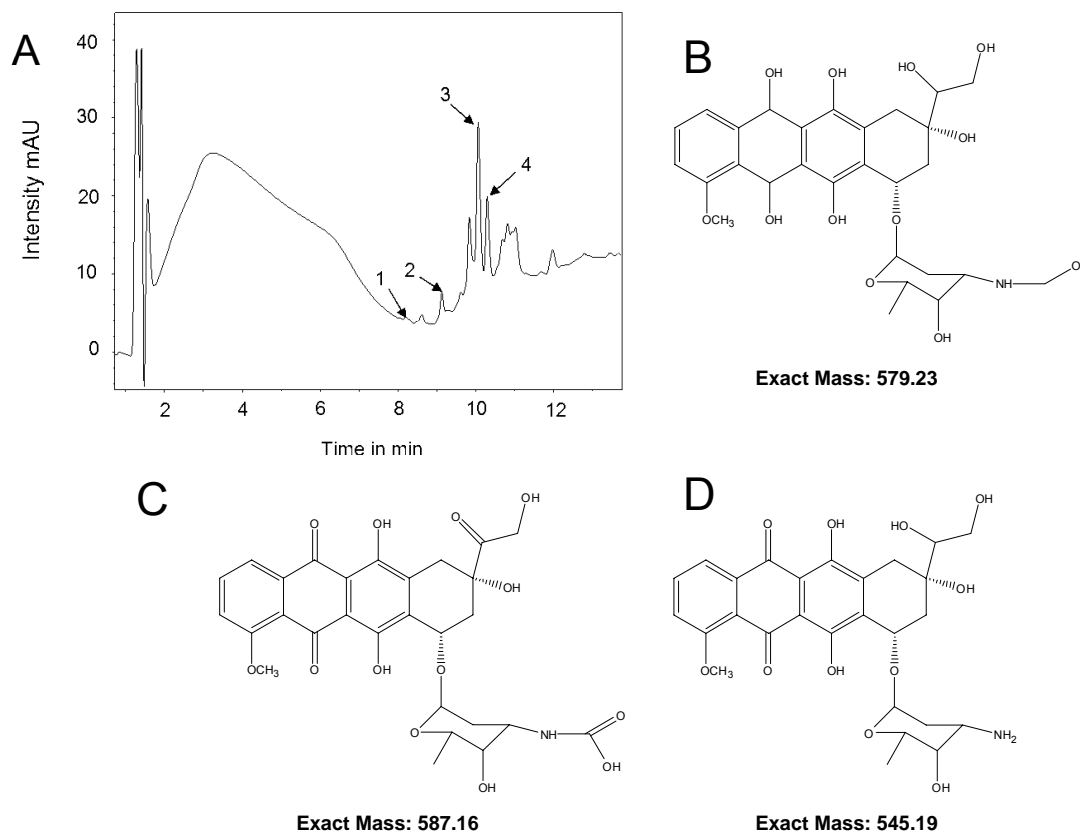 A
Intensity mAU
40
30
20
10
0
1
2
3
4
2 4 6 8 10 12
Time in min
B
OH
HO
OH OH
OH
OCH3 OH OH
O
O
NH
O
OH
Exact Mass: 579.23
C
OH
O
O OH
OH
OCH3 O OH
O
O
NH
O
OH
OH
Exact Mass: 587.16
D
OH
HO
O OH
OH
OCH3 O OH
O
O
NH2
OH
Exact Mass: 545.19